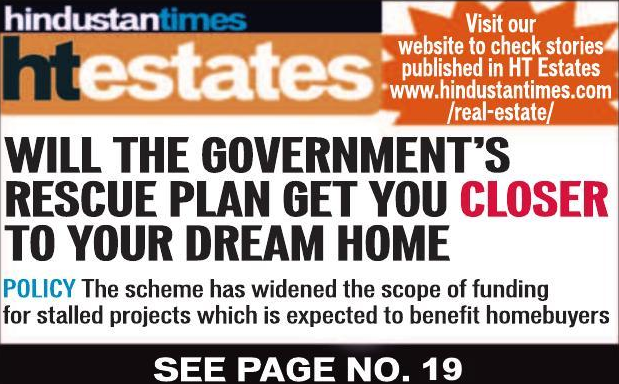 hindustantimes
htestates
Visit our
website to check stories
published in HT Estates
www.hindustantimes.com
/real-estate/
WILL THE GOVERNMENT'S
RESCUE PLAN GET YOU CLOSER
TO YOUR DREAM HOME
POLICY The scheme has widened the scope of funding
for stalled projects which is expected to benefit homebuyers
SEE PAGE NO. 19